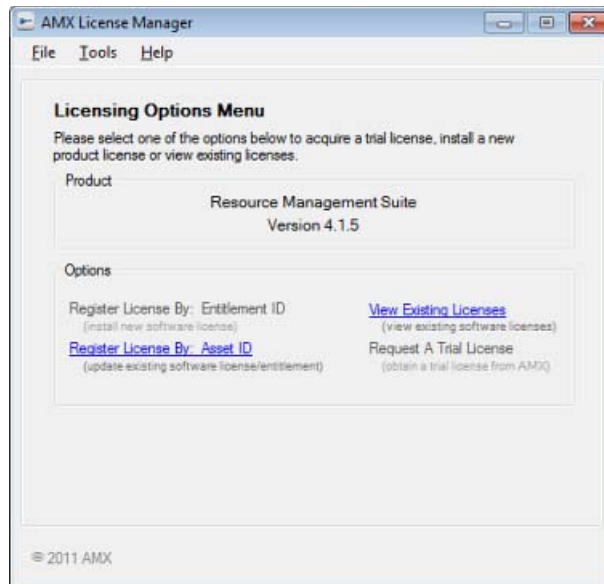 AMX License Manager
File Tools Help
Licensing Options Menu
Please select one of the options below to acquire a trial license, install a new
product license or view existing licenses.
Product
Resource Management Suite
Version 4.1.5
Options
Register License By: Entitlement ID
(install new software license)
View Existing Licenses
(view existing software licenses)
Register License By: Asset ID
(update existing software license/entitlement)
Request A Trial License
(obtain a trial license from AMX)
© 2011 AMX